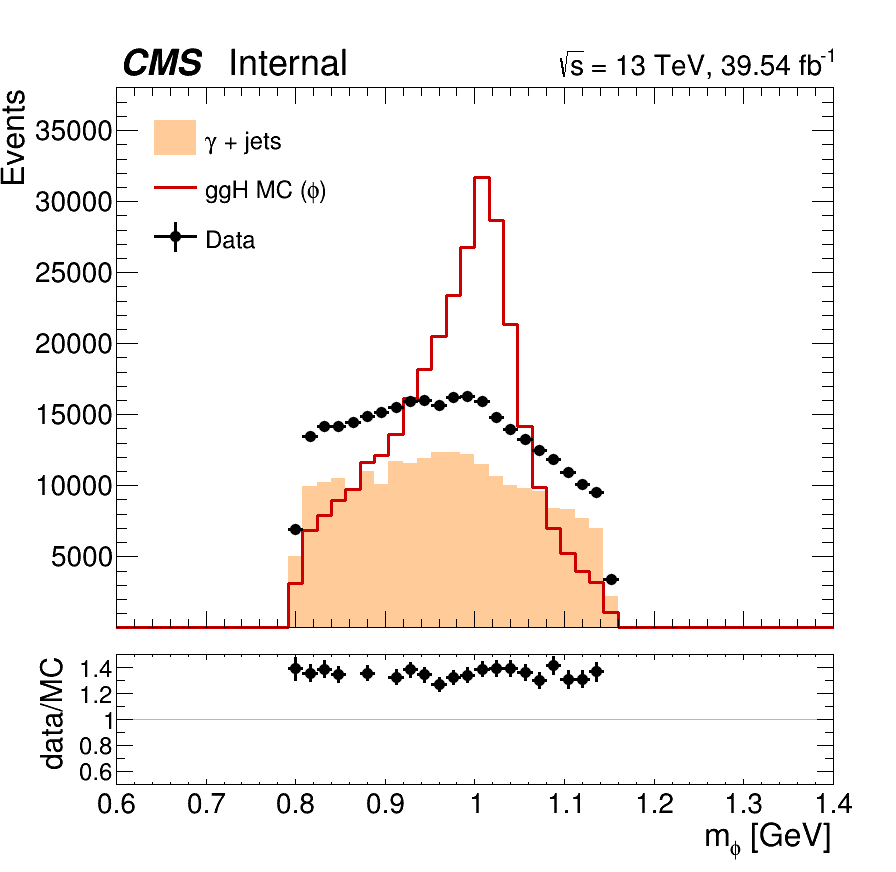 CMS Internal
√s = 13 TeV, 39.54 fb⁻¹
Events
35000
30000
25000
20000
15000
10000
5000
γ + jets
ggH MC (ϕ)
Data
data/MC
1.4
1.2
1
0.8
0.6
0.6 0.7 0.8 0.9 1 1.1 1.2 1.3 1.4
m_ϕ [GeV]